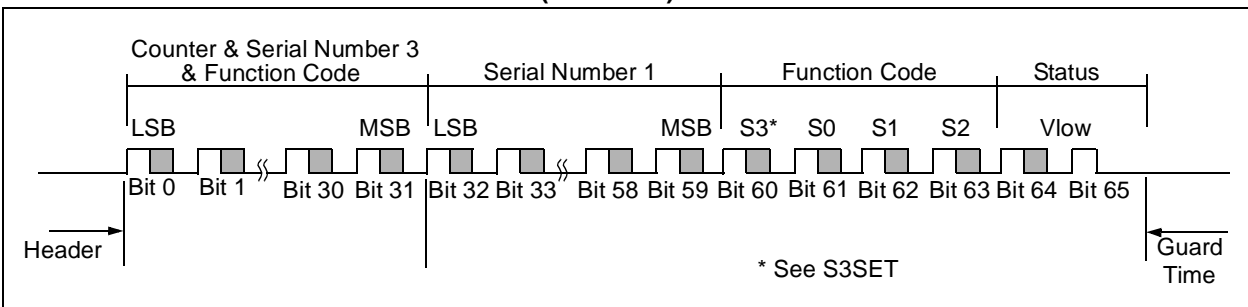 Counter & Serial Number 3
& Function Code
Serial Number 1
Function Code
Status
LSB
MSB
LSB
MSB
S3*
S0
S1
S2
Vlow
Bit 0
Bit 1
Bit 30
Bit 31
Bit 32
Bit 33
Bit 58
Bit 59
Bit 60
Bit 61
Bit 62
Bit 63
Bit 64
Bit 65
Header
Guard
Time
* See S3SET